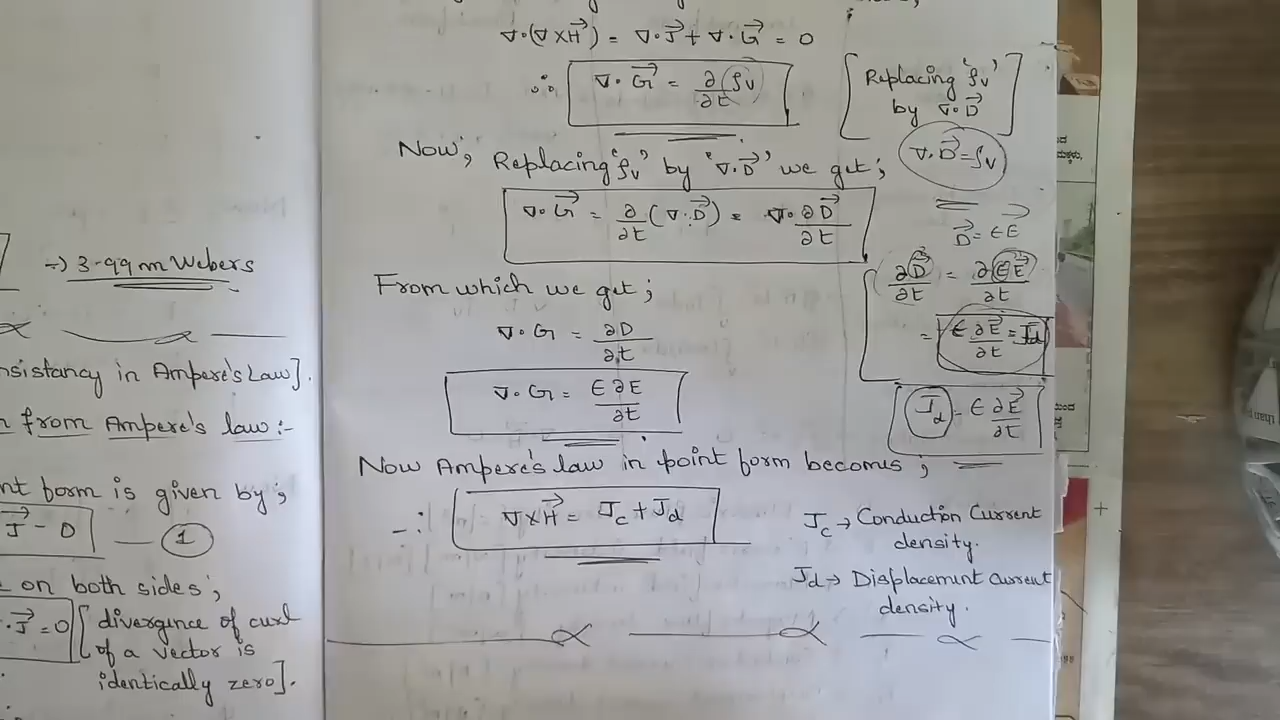 -) 3.99 m Webers
nsistancy in Ampere's Law].
from Ampere's law:-
nt form is given by;
J⃗ - ① 
on both sides;
.J⃗ = 0 [divergence of curl
of a vector is
identically zero].
∇·(∇×H⃗) = ∇·J⃗ + ∇·G⃗ = 0
∴ ∇·G⃗ = ∂(ρv)/∂t
[Replacing 'ρv'
by ∇·D⃗]
Now, Replacing 'ρv' by '∇·D⃗' we get;
∇·D⃗ = ρv
∇·G⃗ = ∂/∂t (∇·D⃗) = ∇·∂D⃗/∂t
D⃗ = ϵE⃗
∂D⃗/∂t = ∂ϵE⃗/∂t
From which we get;
= ϵ∂E⃗/∂t = Jd
∇·G = ∂D/∂t
∇·G = ϵ∂E/∂t
Jd = ϵ∂E⃗/∂t
Now Ampere's law in point form becomes;
∇×H⃗ = Jc + Jd
Jc → Conduction Current
density.
Jd → Displacement Current
density.
than